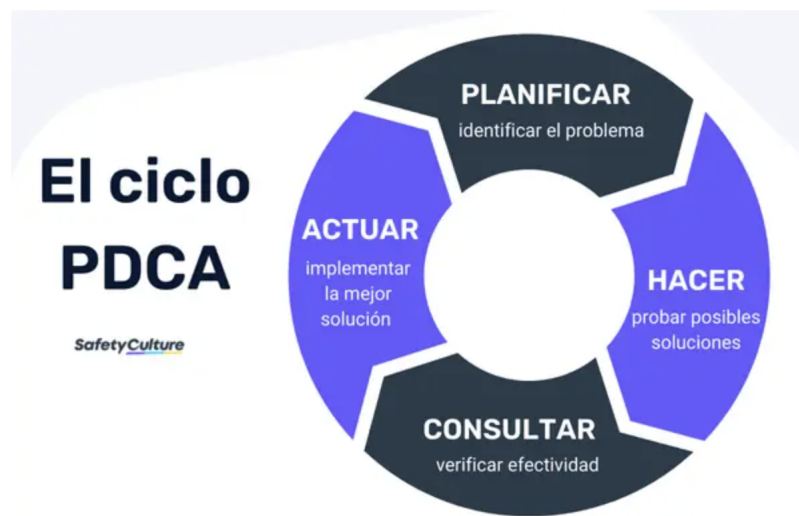 El ciclo
PDCA
SafetyCulture
PLANIFICAR
identificar el problema
HACER
probar posibles
soluciones
CONSULTAR
verificar efectividad
ACTUAR
implementar
la mejor
solución